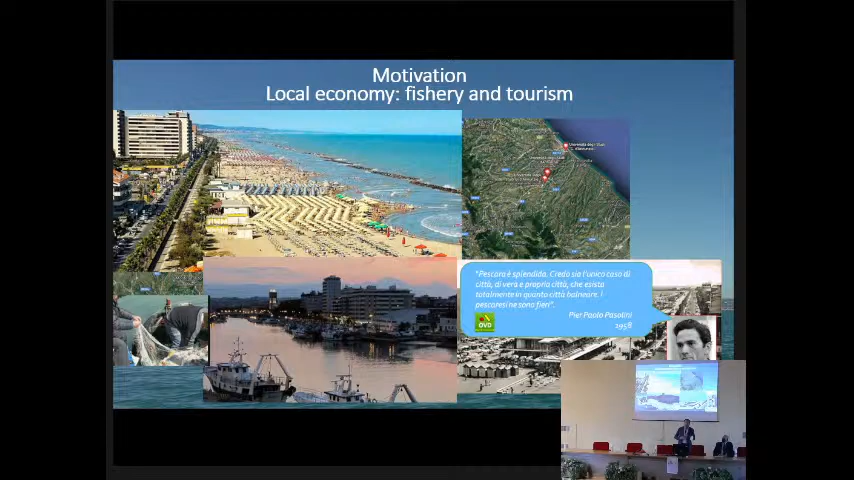 Motivation
Local economy: fishery and tourism
"Pescara è splendida. Credo sia l'unico caso di
città, di vera e propria città, che esista
totalmente in quanto città balneare. I
pescaresi ne sono fieri".
Pier Paolo Pasolini
1958
OVO